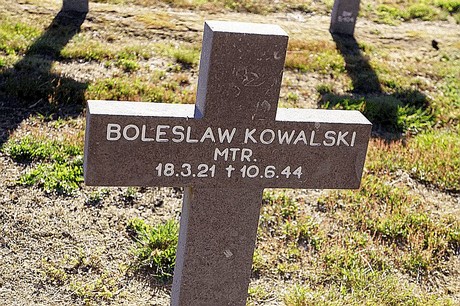 BOLESLAW KOWALSKI
MTR.
18.3.21 † 10.6.44